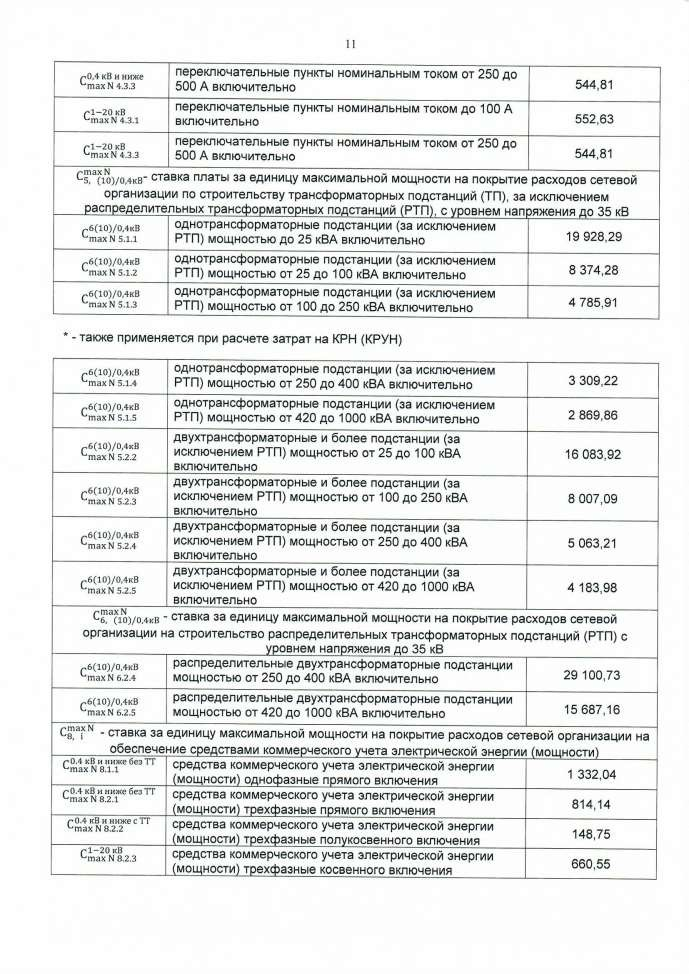 11
C 0,4 кВ и ниже max N 4.3.3 переключательные пункты номинальным током от 250 до
500 А включительно 544,81
C 1–20 кВ max N 4.3.1 переключательные пункты номинальным током до 100 А
включительно 552,63
C 1–20 кВ max N 4.3.3 переключательные пункты номинальным током от 250 до
500 А включительно 544,81
C max N 5, (10)/0,4кВ - ставка платы за единицу максимальной мощности на покрытие расходов сетевой
организации по строительству трансформаторных подстанций (ТП), за исключением
распределительных трансформаторных подстанций (РТП), с уровнем напряжения до 35 кВ
C 6(10)/0,4кВ max N 5.1.1 однотрансформаторные подстанции (за исключением
РТП) мощностью до 25 кВА включительно 19 928,29
C 6(10)/0,4кВ max N 5.1.2 однотрансформаторные подстанции (за исключением
РТП) мощностью от 25 до 100 кВА включительно 8 374,28
C 6(10)/0,4кВ max N 5.1.3 однотрансформаторные подстанции (за исключением
РТП) мощностью от 100 до 250 кВА включительно 4 785,91
* - также применяется при расчете затрат на КРН (КРУН)
C 6(10)/0,4кВ max N 5.1.4 однотрансформаторные подстанции (за исключением
РТП) мощностью от 250 до 400 кВА включительно 3 309,22
C 6(10)/0,4кВ max N 5.1.5 однотрансформаторные подстанции (за исключением
РТП) мощностью от 420 до 1000 кВА включительно 2 869,86
C 6(10)/0,4кВ max N 5.2.2 двухтрансформаторные и более подстанции (за
исключением РТП) мощностью от 25 до 100 кВА
включительно 16 083,92
C 6(10)/0,4кВ max N 5.2.3 двухтрансформаторные и более подстанции (за
исключением РТП) мощностью от 100 до 250 кВА
включительно 8 007,09
C 6(10)/0,4кВ max N 5.2.4 двухтрансформаторные и более подстанции (за
исключением РТП) мощностью от 250 до 400 кВА
включительно 5 063,21
C 6(10)/0,4кВ max N 5.2.5 двухтрансформаторные и более подстанции (за
исключением РТП) мощностью от 420 до 1000 кВА
включительно 4 183,98
C max N 6, (10)/0,4кВ - ставка за единицу максимальной мощности на покрытие расходов сетевой
организации на строительство распределительных трансформаторных подстанций (РТП) с
уровнем напряжения до 35 кВ
C 6(10)/0,4кВ max N 6.2.4 распределительные двухтрансформаторные подстанции
мощностью от 250 до 400 кВА включительно 29 100,73
C 6(10)/0,4кВ max N 6.2.5 распределительные двухтрансформаторные подстанции
мощностью от 420 до 1000 кВА включительно 15 687,16
C max N 8, i - ставка за единицу максимальной мощности на покрытие расходов сетевой организации на
обеспечение средствами коммерческого учета электрической энергии (мощности)
C 0.4 кВ и ниже без ТТ max N 8.1.1 средства коммерческого учета электрической энергии
(мощности) однофазные прямого включения 1 332,04
C 0.4 кВ и ниже без ТТ max N 8.2.1 средства коммерческого учета электрической энергии
(мощности) трехфазные прямого включения 814,14
C 0.4 кВ и ниже с ТТ max N 8.2.2 средства коммерческого учета электрической энергии
(мощности) трехфазные полукосвенного включения 148,75
C 1–20 кВ max N 8.2.3 средства коммерческого учета электрической энергии
(мощности) трехфазные косвенного включения 660,55